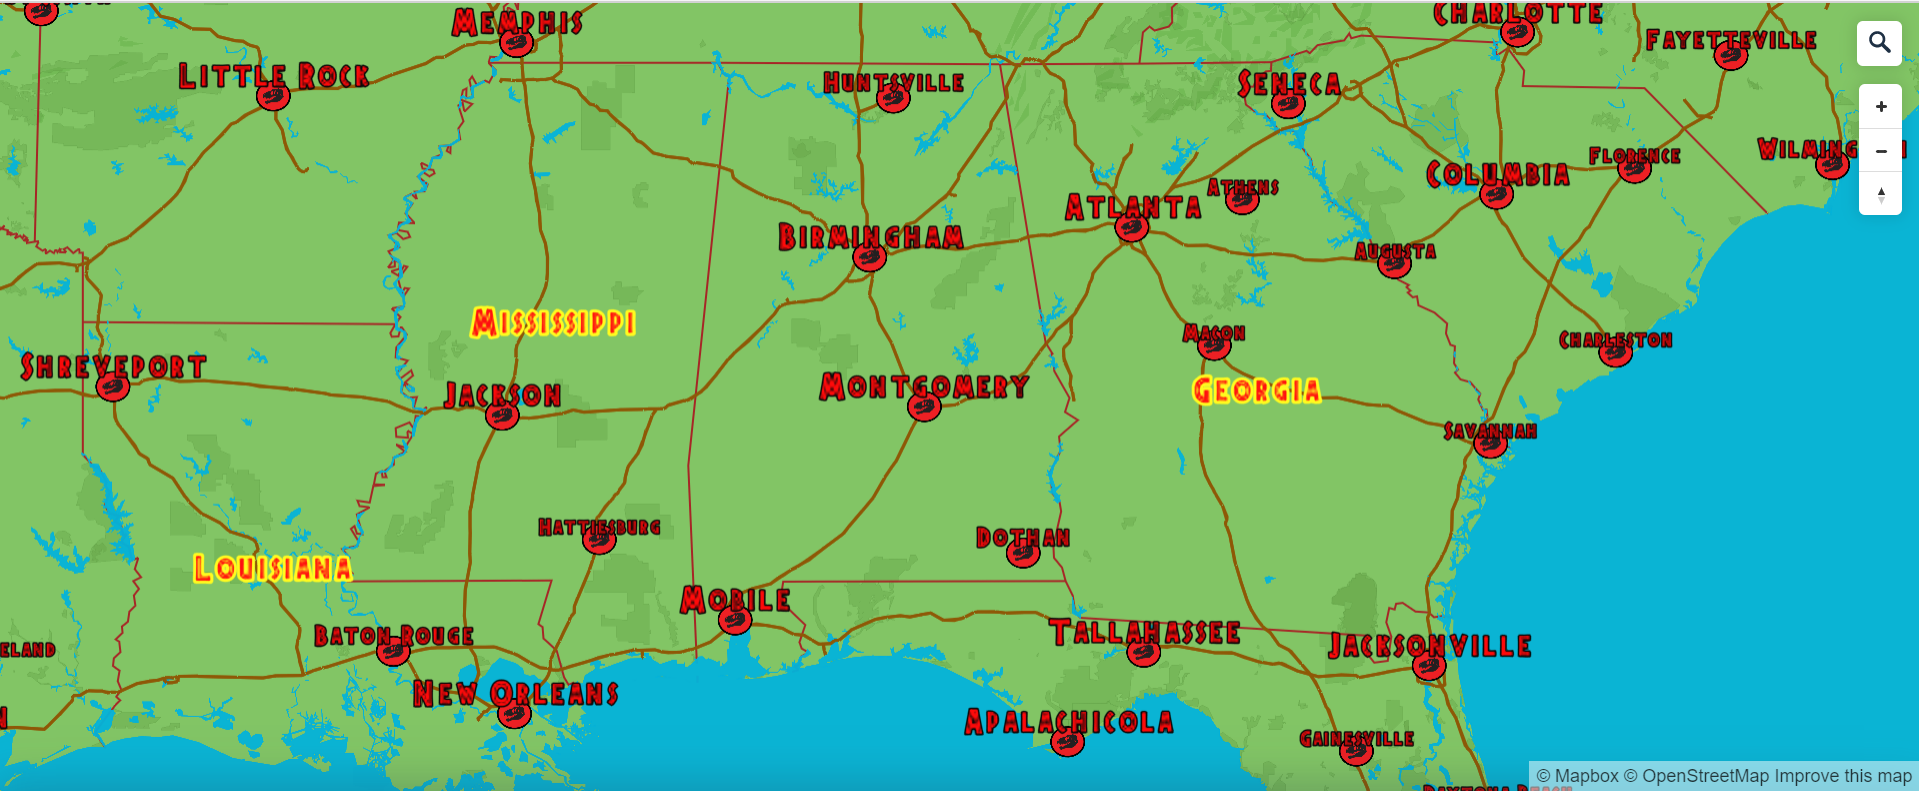 Memphis
Charlotte
Fayetteville
Little Rock
Huntsville
Seneca
Wilming
Florence
Columbia
Athens
Atlanta
Birmingham
Augusta
Mississippi
Macon
Charleston
Shreveport
Jackson
Montgomery
Georgia
Savannah
Hattiesburg
Dothan
Louisiana
Mobile
Baton Rouge
Tallahassee
Jacksonville
eland
New Orleans
Apalachicola
Gainesville
© Mapbox © OpenStreetMap Improve this map